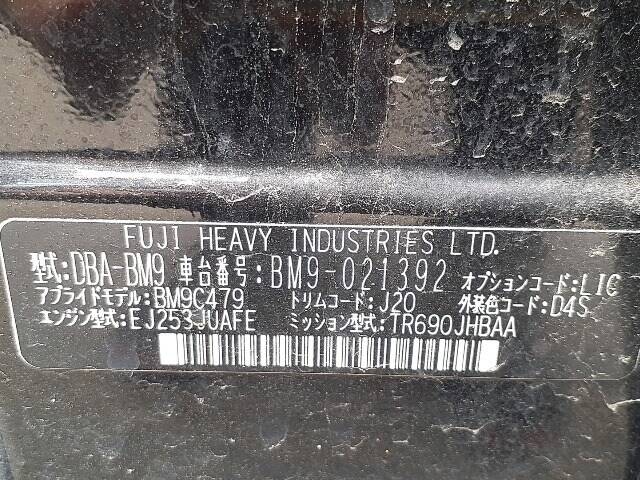 FUJI HEAVY INDUSTRIES LTD.
型式:DBA-BM9 車台番号:BM9-021392 オプションコード:LIC
アプライドモデル:BM9C479 トリムコード:J20 外装色コード:D4S
エンジン型式:EJ253JUAFE ミッション型式:TR690JHBAA